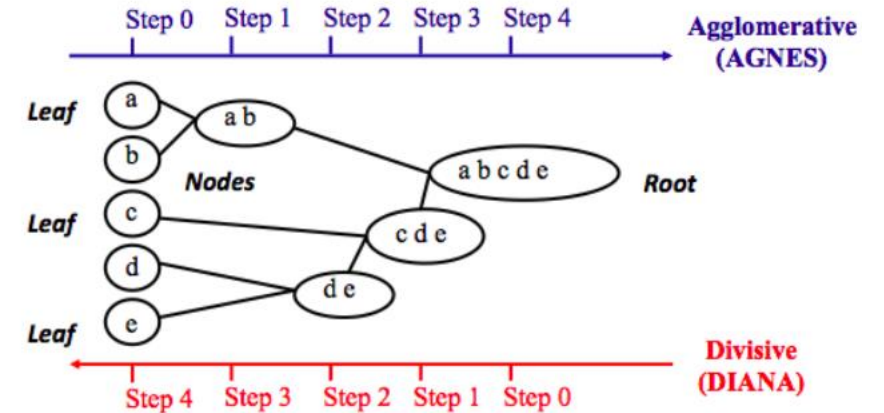 Step 0 Step 1 Step 2 Step 3 Step 4
Agglomerative
(AGNES)
Leaf
a
a b
b
Nodes
a b c d e
Root
Leaf
c
c d e
d
d e
Leaf
e
Divisive
(DIANA)
Step 4 Step 3 Step 2 Step 1 Step 0